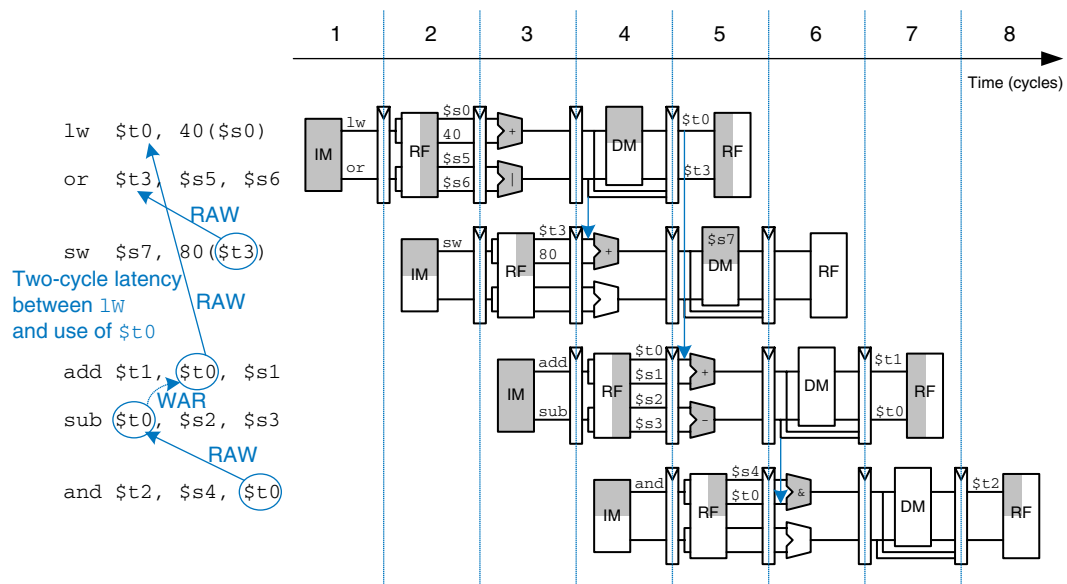 1 2 3 4 5 6 7 8
Time (cycles)
lw $t0, 40($s0)
or $t3, $s5, $s6
RAW
sw $s7, 80($t3)
Two-cycle latency
between lW
and use of $t0
RAW
add $t1, $t0, $s1
WAR
sub $t0, $s2, $s3
RAW
and $t2, $s4, $t0
IM
lw
or
RF
$s0
40
$s5
$s6
+
|
DM
$t0
$t3
RF
IM
sw
RF
$t3
80
+
$s7
DM
RF
IM
add
sub
RF
$t0
$s1
$s2
$s3
+
-
DM
$t1
$t0
RF
IM
and
RF
$s4
$t0
&
DM
$t2
RF